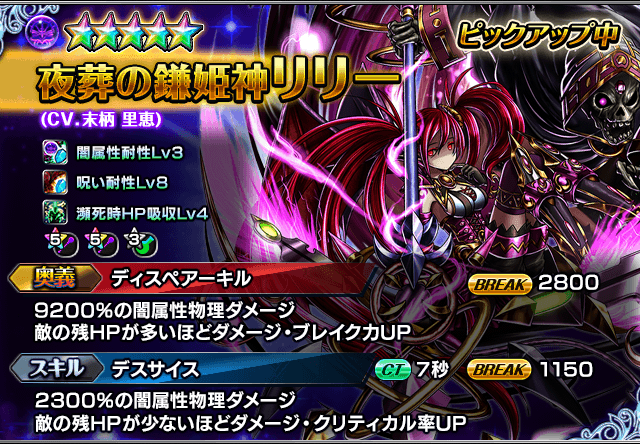 ピックアップ中
夜葬の鎌姫神リリー
(CV.末柄 里恵)
闇属性耐性Lv3
呪い耐性Lv8
瀕死時HP吸収Lv4
5 5 3
奥義 ディスペアーキル BREAK 2800
9200%の闇属性物理ダメージ
敵の残HPが多いほどダメージ・ブレイク力UP
スキル デスサイス CT 7秒 BREAK 1150
2300%の闇属性物理ダメージ
敵の残HPが少ないほどダメージ・クリティカル率UP